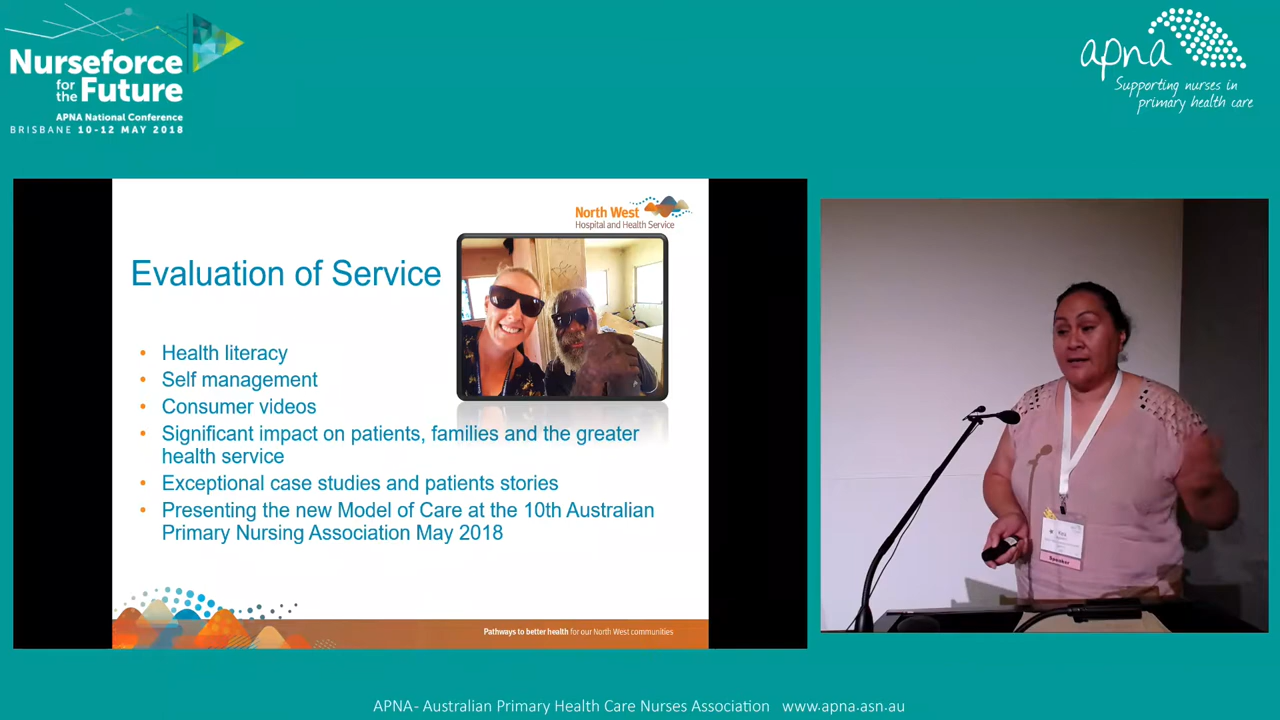 Nurseforce
for the Future
APNA National Conference
BRISBANE 10-12 MAY 2018
apna
Supporting nurses in
primary health care
North West
Hospital and Health Service
Evaluation of Service
• Health literacy
• Self management
• Consumer videos
• Significant impact on patients, families and the greater
health service
• Exceptional case studies and patients stories
• Presenting the new Model of Care at the 10th Australian
Primary Nursing Association May 2018
Pathways to better health for our North West communities
Speaker
APNA- Australian Primary Health Care Nurses Association www.apna.asn.au